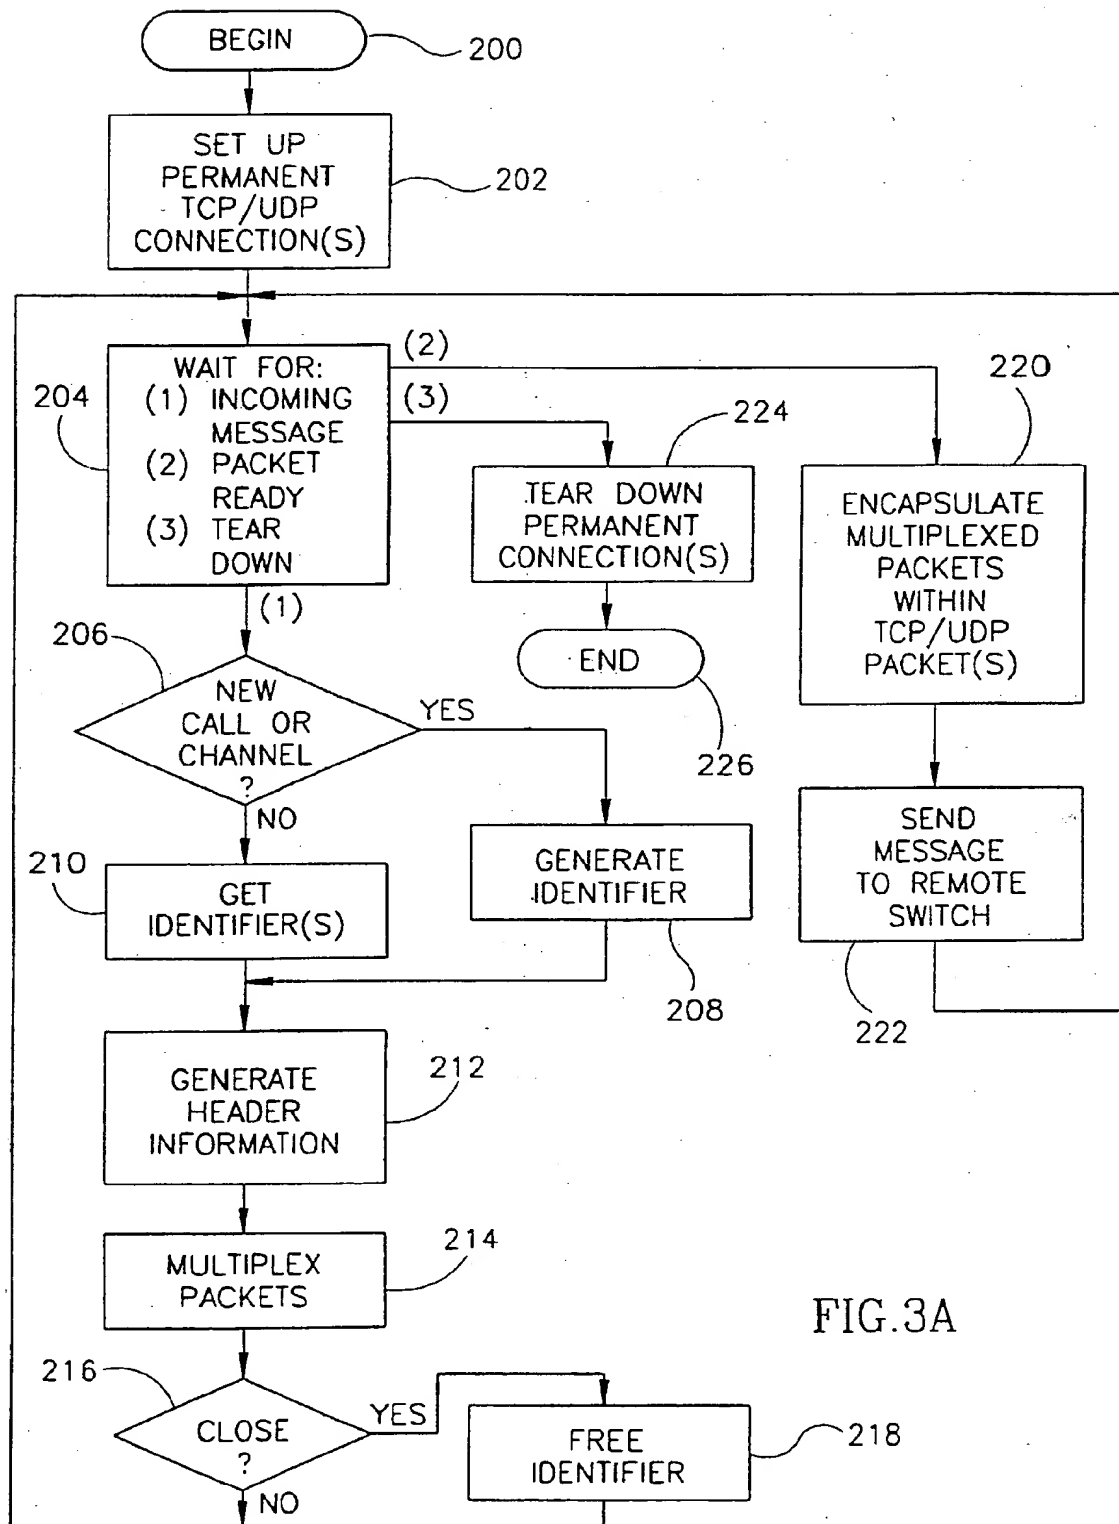 BEGIN
200
SET UP
PERMANENT
TCP/UDP
CONNECTION(S)
202
WAIT FOR:
(1) INCOMING
MESSAGE
(2) PACKET
READY
(3) TEAR
DOWN
204
(2)
(3)
(1)
224
TEAR DOWN
PERMANENT
CONNECTION(S)
END
226
220
ENCAPSULATE
MULTIPLEXED
PACKETS
WITHIN
TCP/UDP
PACKET(S)
SEND
MESSAGE
TO REMOTE
SWITCH
222
206
NEW
CALL OR
CHANNEL
?
YES
NO
GENERATE
IDENTIFIER
208
210
GET
IDENTIFIER(S)
GENERATE
HEADER
INFORMATION
212
MULTIPLEX
PACKETS
214
FIG.3A
216
CLOSE
?
YES
NO
FREE
IDENTIFIER
218